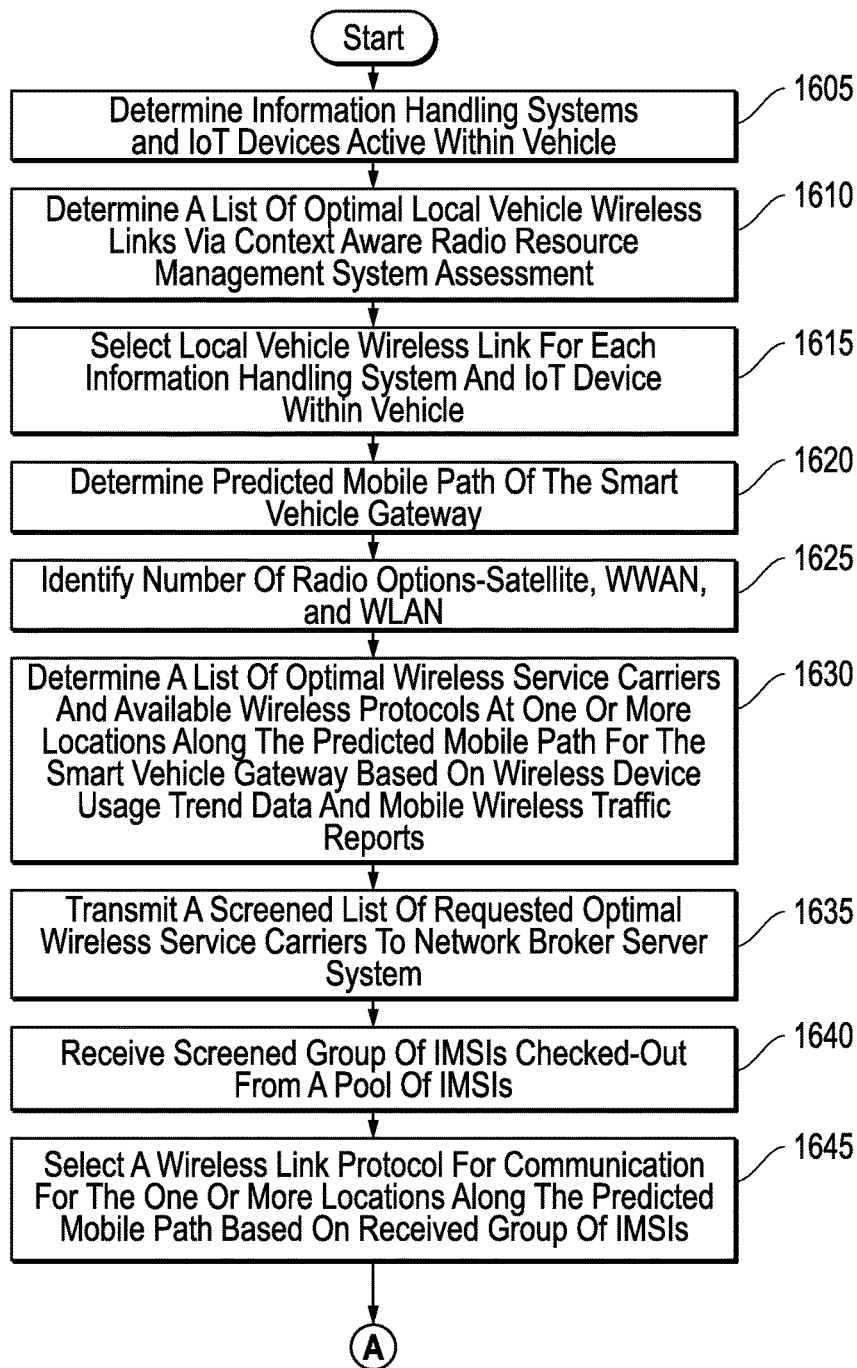 Start
1605
Determine Information Handling Systems
and IoT Devices Active Within Vehicle
1610
Determine A List Of Optimal Local Vehicle Wireless
Links Via Context Aware Radio Resource
Management System Assessment
1615
Select Local Vehicle Wireless Link For Each
Information Handling System And IoT Device
Within Vehicle
1620
Determine Predicted Mobile Path Of The Smart
Vehicle Gateway
1625
Identify Number Of Radio Options-Satellite, WWAN,
and WLAN
1630
Determine A List Of Optimal Wireless Service Carriers
And Available Wireless Protocols At One Or More
Locations Along The Predicted Mobile Path For The
Smart Vehicle Gateway Based On Wireless Device
Usage Trend Data And Mobile Wireless Traffic
Reports
1635
Transmit A Screened List Of Requested Optimal
Wireless Service Carriers To Network Broker Server
System
1640
Receive Screened Group Of IMSIs Checked-Out
From A Pool Of IMSIs
1645
Select A Wireless Link Protocol For Communication
For The One Or More Locations Along The Predicted
Mobile Path Based On Received Group Of IMSIs
A